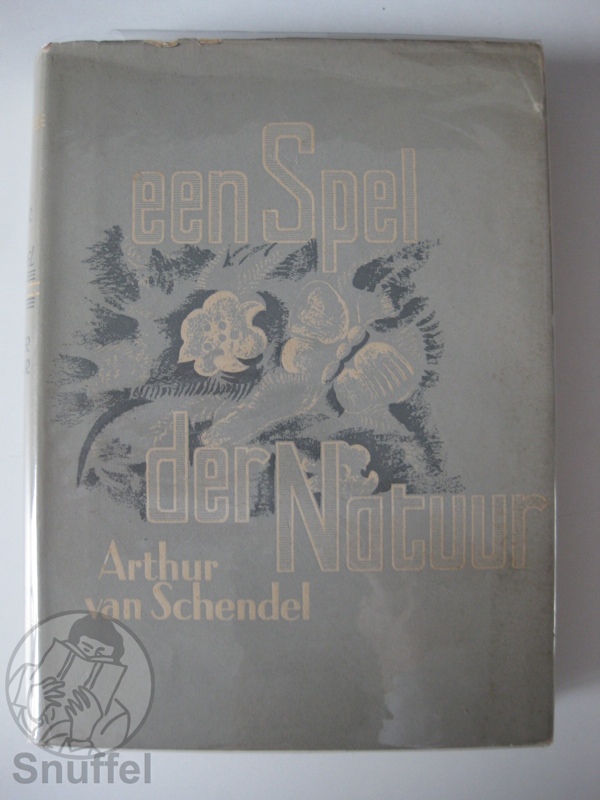 een Spel
der Natuur
Arthur
van Schendel
Snuffel